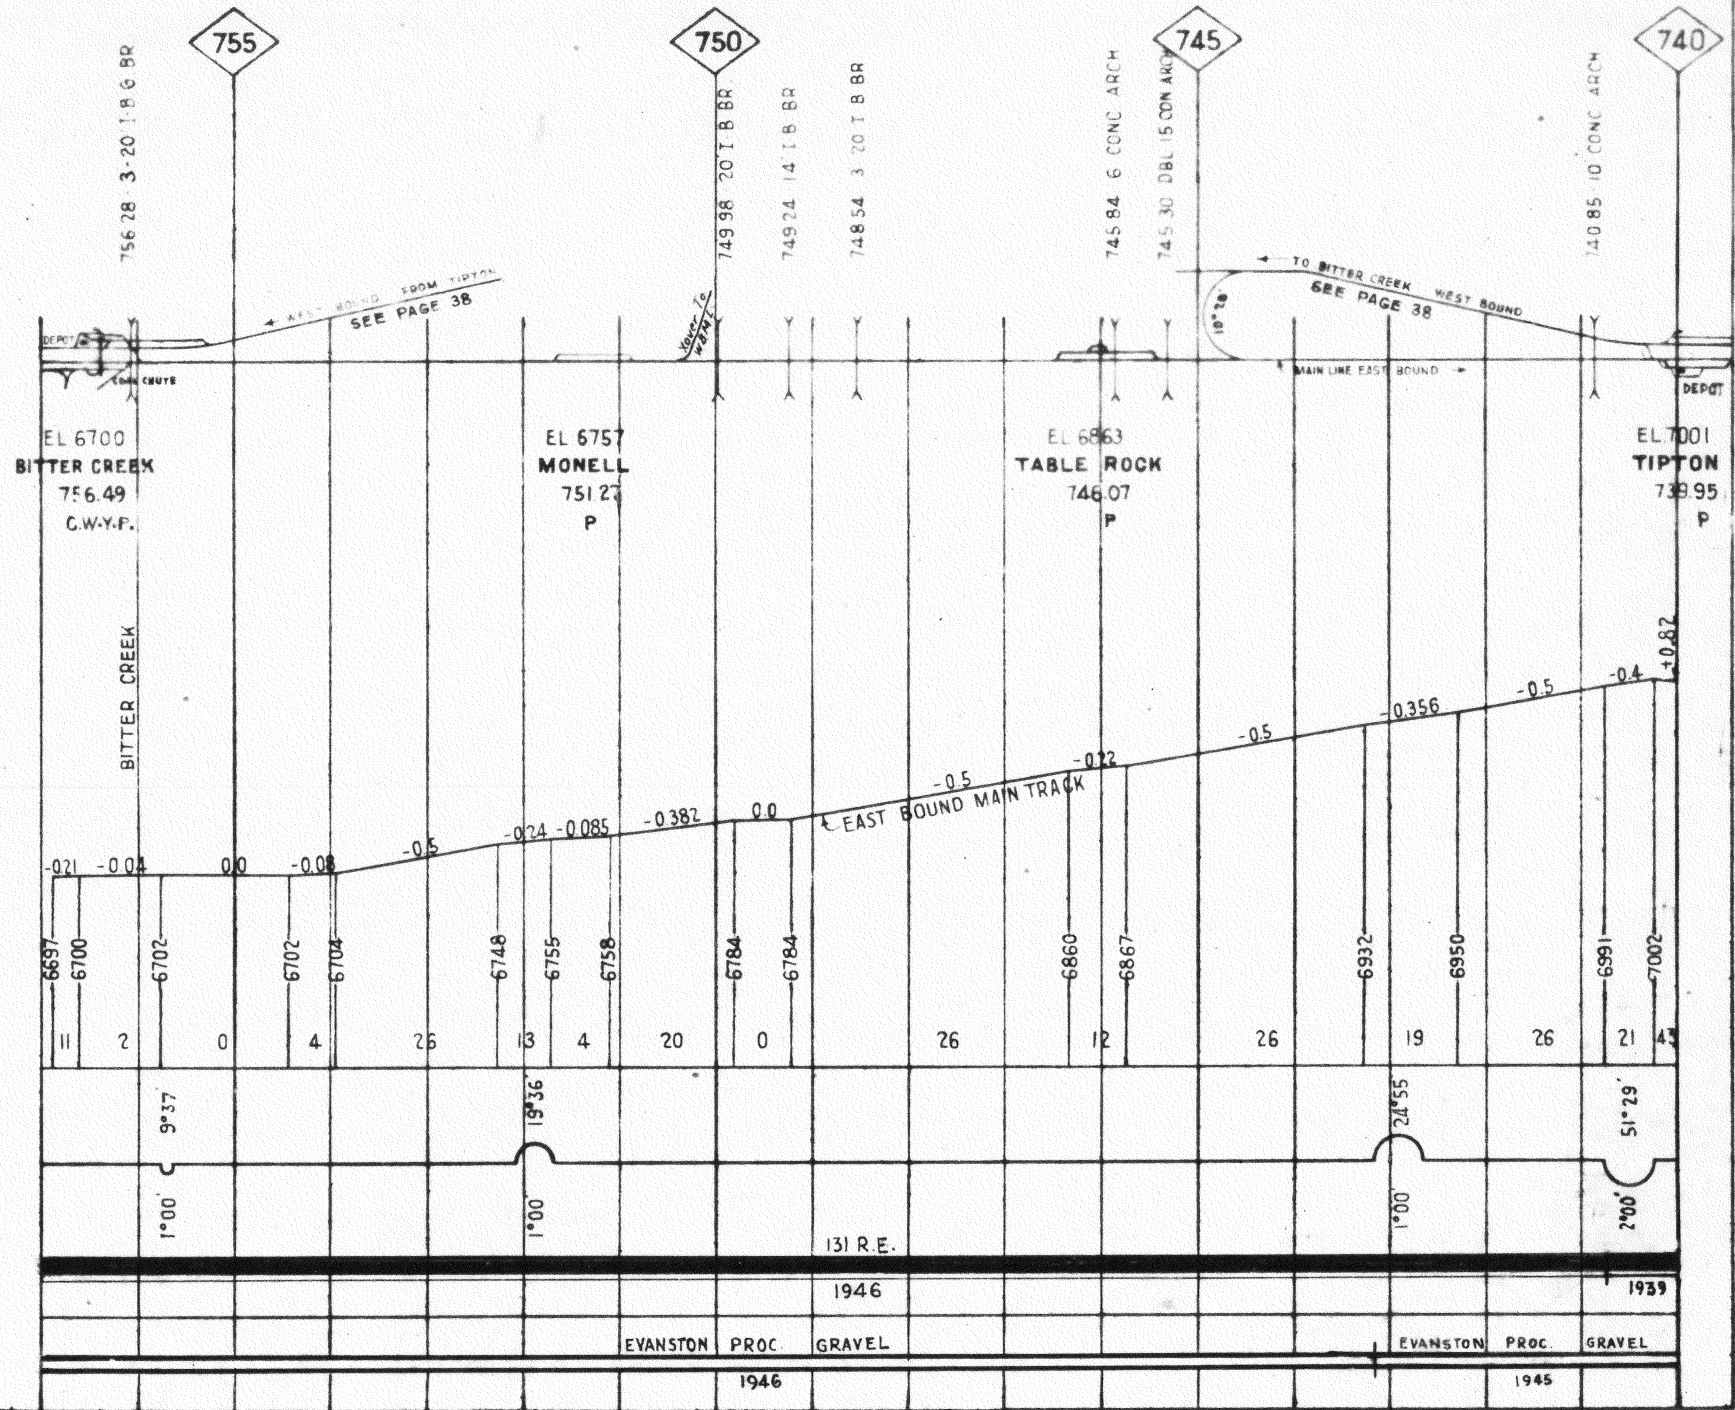 755
750
745
740
756 28 · 3-20 I-B G BR
749 98 20' I B BR.
749 24 14' I B BR
748 54 3 20 I B BR
745 84 6 CONC ARCH
745 30 DBL 15 CON ARCH
740 85 · 10 CONC ARCH
WEST BOUND FROM TIPTON
SEE PAGE 38
TO BITTER CREEK WEST BOUND
SEE PAGE 38
Xover To
W.B.M.L.
10° 28'
DEPOT
COAL CHUTE
MAIN LINE EAST BOUND
DEPOT
EL 6700
BITTER CREEK
756.49
C.W.Y.P.
EL 6757
MONELL
751.27
P
EL 6863
TABLE ROCK
746.07
P
EL. 7001
TIPTON
739.95
P
BITTER CREEK
-0.21 -0.04 0.0 -0.08 -0.5 -0.24 -0.085 -0.382 0.0 -0.5 -0.22 -0.5 -0.356 -0.5 -0.4 +0.82
EAST BOUND MAIN TRACK
6697 6700 6702 6702 6704 6748 6755 6758 6784 6784 6860 6867 6932 6950 6991 7002
11 2 0 4 26 13 4 20 0 26 12 26 19 26 21 43
9°37' 19°36' 24°55' 51°29'
1°00' 1°00' 1°00' 2°00'
131 R.E.
1946 1939
EVANSTON PROC. GRAVEL EVANSTON PROC. GRAVEL
1946 1945